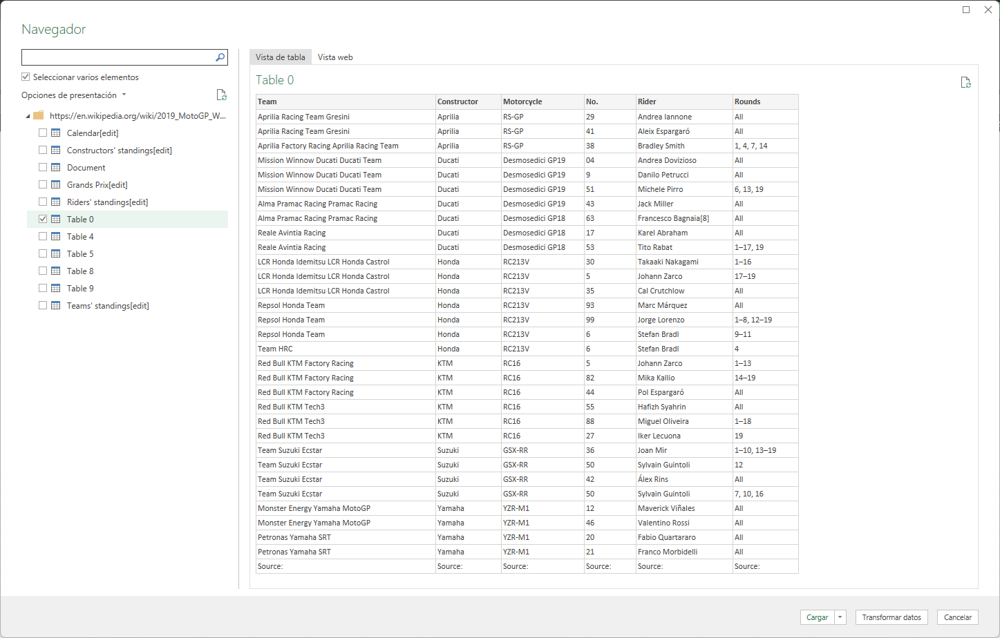 Navegador
Seleccionar varios elementos
Opciones de presentación
https://en.wikipedia.org/wiki/2019_MotoGP_W...
Calendar[edit]
Constructors' standings[edit]
Document
Grands Prix[edit]
Riders' standings[edit]
Table 0
Table 4
Table 5
Table 8
Table 9
Teams' standings[edit]
Vista de tabla Vista web
Table 0
Team Constructor Motorcycle No. Rider Rounds
Aprilia Racing Team Gresini Aprilia RS-GP 29 Andrea Iannone All
Aprilia Racing Team Gresini Aprilia RS-GP 41 Aleix Espargaró All
Aprilia Factory Racing Aprilia Racing Team Aprilia RS-GP 38 Bradley Smith 1, 4, 7, 14
Mission Winnow Ducati Ducati Team Ducati Desmosedici GP19 04 Andrea Dovizioso All
Mission Winnow Ducati Ducati Team Ducati Desmosedici GP19 9 Danilo Petrucci All
Mission Winnow Ducati Ducati Team Ducati Desmosedici GP19 51 Michele Pirro 6, 13, 19
Alma Pramac Racing Pramac Racing Ducati Desmosedici GP19 43 Jack Miller All
Alma Pramac Racing Pramac Racing Ducati Desmosedici GP18 63 Francesco Bagnaia[8] All
Reale Avintia Racing Ducati Desmosedici GP18 17 Karel Abraham All
Reale Avintia Racing Ducati Desmosedici GP18 53 Tito Rabat 1–17, 19
LCR Honda Idemitsu LCR Honda Castrol Honda RC213V 30 Takaaki Nakagami 1–16
LCR Honda Idemitsu LCR Honda Castrol Honda RC213V 5 Johann Zarco 17–19
LCR Honda Idemitsu LCR Honda Castrol Honda RC213V 35 Cal Crutchlow All
Repsol Honda Team Honda RC213V 93 Marc Márquez All
Repsol Honda Team Honda RC213V 99 Jorge Lorenzo 1–8, 12–19
Repsol Honda Team Honda RC213V 6 Stefan Bradl 9–11
Team HRC Honda RC213V 6 Stefan Bradl 4
Red Bull KTM Factory Racing KTM RC16 5 Johann Zarco 1–13
Red Bull KTM Factory Racing KTM RC16 82 Mika Kallio 14–19
Red Bull KTM Factory Racing KTM RC16 44 Pol Espargaró All
Red Bull KTM Tech3 KTM RC16 55 Hafizh Syahrin All
Red Bull KTM Tech3 KTM RC16 88 Miguel Oliveira 1–18
Red Bull KTM Tech3 KTM RC16 27 Iker Lecuona 19
Team Suzuki Ecstar Suzuki GSX-RR 36 Joan Mir 1–10, 13–19
Team Suzuki Ecstar Suzuki GSX-RR 50 Sylvain Guintoli 12
Team Suzuki Ecstar Suzuki GSX-RR 42 Álex Rins All
Team Suzuki Ecstar Suzuki GSX-RR 50 Sylvain Guintoli 7, 10, 16
Monster Energy Yamaha MotoGP Yamaha YZR-M1 12 Maverick Viñales All
Monster Energy Yamaha MotoGP Yamaha YZR-M1 46 Valentino Rossi All
Petronas Yamaha SRT Yamaha YZR-M1 20 Fabio Quartararo All
Petronas Yamaha SRT Yamaha YZR-M1 21 Franco Morbidelli All
Source: Source: Source: Source: Source: Source:
Cargar Transformar datos Cancelar